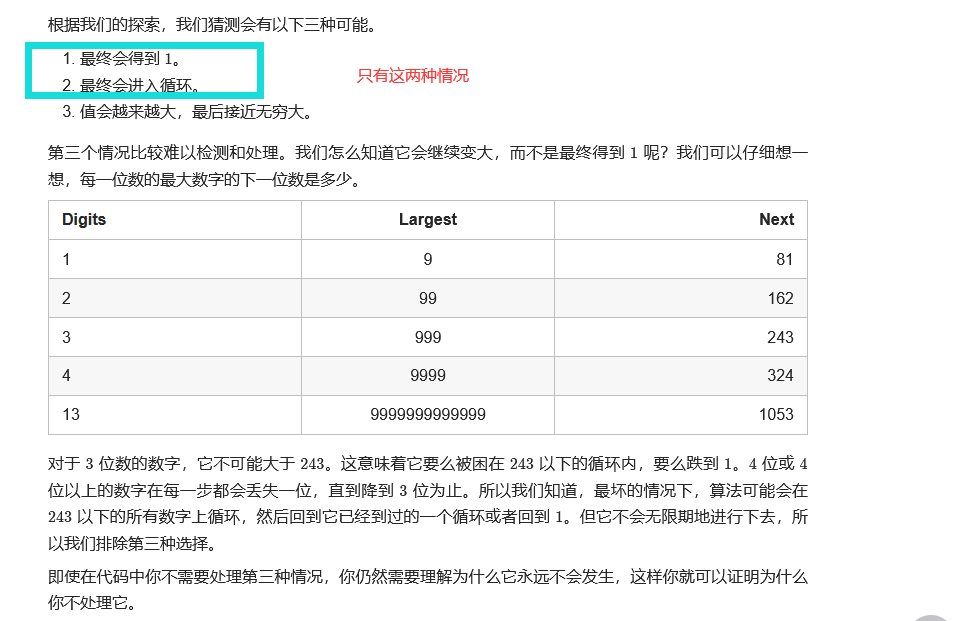 根据我们的探索，我们猜测会有以下三种可能。
1. 最终会得到 1。
2. 最终会进入循环。
只有这两种情况
3. 值会越来越大，最后接近无穷大。
第三个情况比较难以检测和处理。我们怎么知道它会继续变大，而不是最终得到 1 呢？我们可以仔细想一
想，每一位数的最大数字的下一位数是多少。
Digits Largest Next
1 9 81
2 99 162
3 999 243
4 9999 324
13 9999999999999 1053
对于 3 位数的数字，它不可能大于 243。这意味着它要么被困在 243 以下的循环内，要么跌到 1。4 位或 4
位以上的数字在每一步都会丢失一位，直到降到 3 位为止。所以我们知道，最坏的情况下，算法可能会在
243 以下的所有数字上循环，然后回到它已经到过的一个循环或者回到 1。但它不会无限期地进行下去，所
以我们排除第三种选择。
即使在代码中你不需要处理第三种情况，你仍然需要理解为什么它永远不会发生，这样你就可以证明为什么
你不处理它。